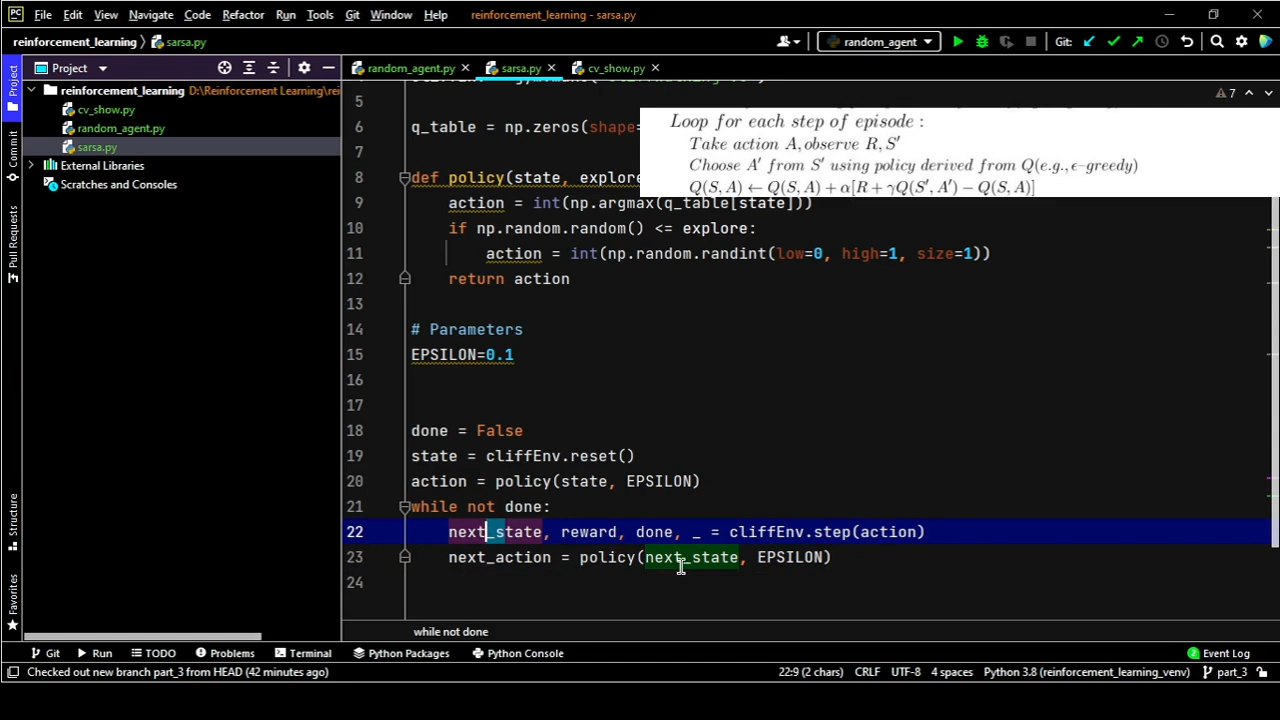 PC File Edit View Navigate Code Refactor Run Tools Git Window Help reinforcement_learning - sarsa.py
reinforcement_learning sarsa.py random_agent Git:
Project
Project
random_agent.py sarsa.py cv_show.py
reinforcement_learning D:\Reinforcement Learning\rei
cv_show.py
random_agent.py
sarsa.py
External Libraries
Scratches and Consoles
Commit
Pull Requests
Structure
Favorites
7
5
6 q_table = np.zeros(shape=
7
8 def policy(state, explore
9 action = int(np.argmax(q_table[state]))
10 if np.random.random() <= explore:
11 action = int(np.random.randint(low=0, high=1, size=1))
12 return action
13
14 # Parameters
15 EPSILON=0.1
16
17
18 done = False
19 state = cliffEnv.reset()
20 action = policy(state, EPSILON)
21 while not done:
22 next_state, reward, done, _ = cliffEnv.step(action)
23 next_action = policy(next_state, EPSILON)
24
Loop for each step of episode :
Take action A, observe R, S′
Choose A′ from S′ using policy derived from Q(e.g., ϵ–greedy)
Q(S, A) ← Q(S, A) + α[R + γQ(S′, A′) − Q(S, A)]
while not done
Git Run TODO Problems Terminal Python Packages Python Console 2 Event Log
Checked out new branch part_3 from HEAD (42 minutes ago) 22:9 (2 chars) CRLF UTF-8 4 spaces Python 3.8 (reinforcement_learning_venv) part_3